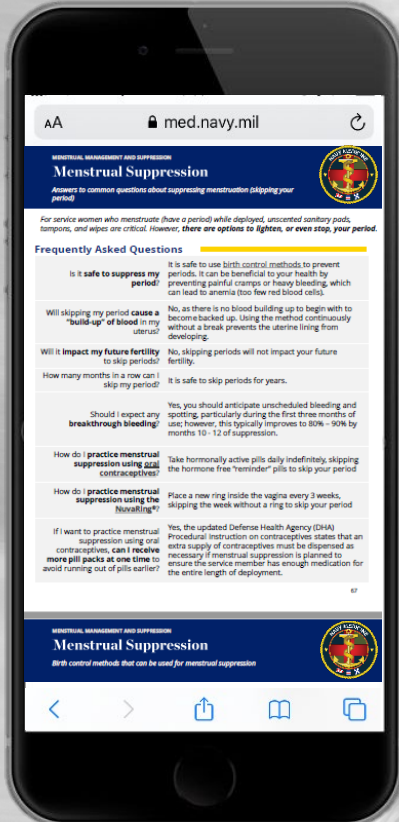 AA
med.navy.mil
MENSTRUAL MANAGEMENT AND SUPPRESSION
Menstrual Suppression
Answers to common questions about suppressing menstruation (skipping your
period)
For service women who menstruate (have a period) while deployed, unscented sanitary pads,
tampons, and wipes are critical. However, there are options to lighten, or even stop, your period.
Frequently Asked Questions
Is it safe to suppress my
period?
It is safe to use birth control methods to prevent
periods. It can be beneficial to your health by
preventing painful cramps or heavy bleeding, which
can lead to anemia (too few red blood cells).
Will skipping my period cause a
"build-up" of blood in my
uterus?
No, as there is no blood building up to begin with to
become backed up. Using the method continuously
without a break prevents the uterine lining from
developing.
Will it impact my future fertility
to skip periods?
No, skipping periods will not impact your future
fertility.
How many months in a row can I
skip my period?
It is safe to skip periods for years.
Should I expect any
breakthrough bleeding?
Yes, you should anticipate unscheduled bleeding and
spotting, particularly during the first three months of
use; however, this typically improves to 80% – 90% by
months 10 - 12 of suppression.
How do I practice menstrual
suppression using oral
contraceptives?
Take hormonally active pills daily indefinitely, skipping
the hormone free "reminder" pills to skip your period
How do I practice menstrual
suppression using the
NuvaRing®?
Place a new ring inside the vagina every 3 weeks,
skipping the week without a ring to skip your period
If I want to practice menstrual
suppression using oral
contraceptives, can I receive
more pill packs at one time to
avoid running out of pills earlier?
Yes, the updated Defense Health Agency (DHA)
Procedural Instruction on contraceptives states that an
extra supply of contraceptives must be dispensed as
necessary if menstrual suppression is planned to
ensure the service member has enough medication for
the entire length of deployment.
67
MENSTRUAL MANAGEMENT AND SUPPRESSION
Menstrual Suppression
Birth control methods that can be used for menstrual suppression